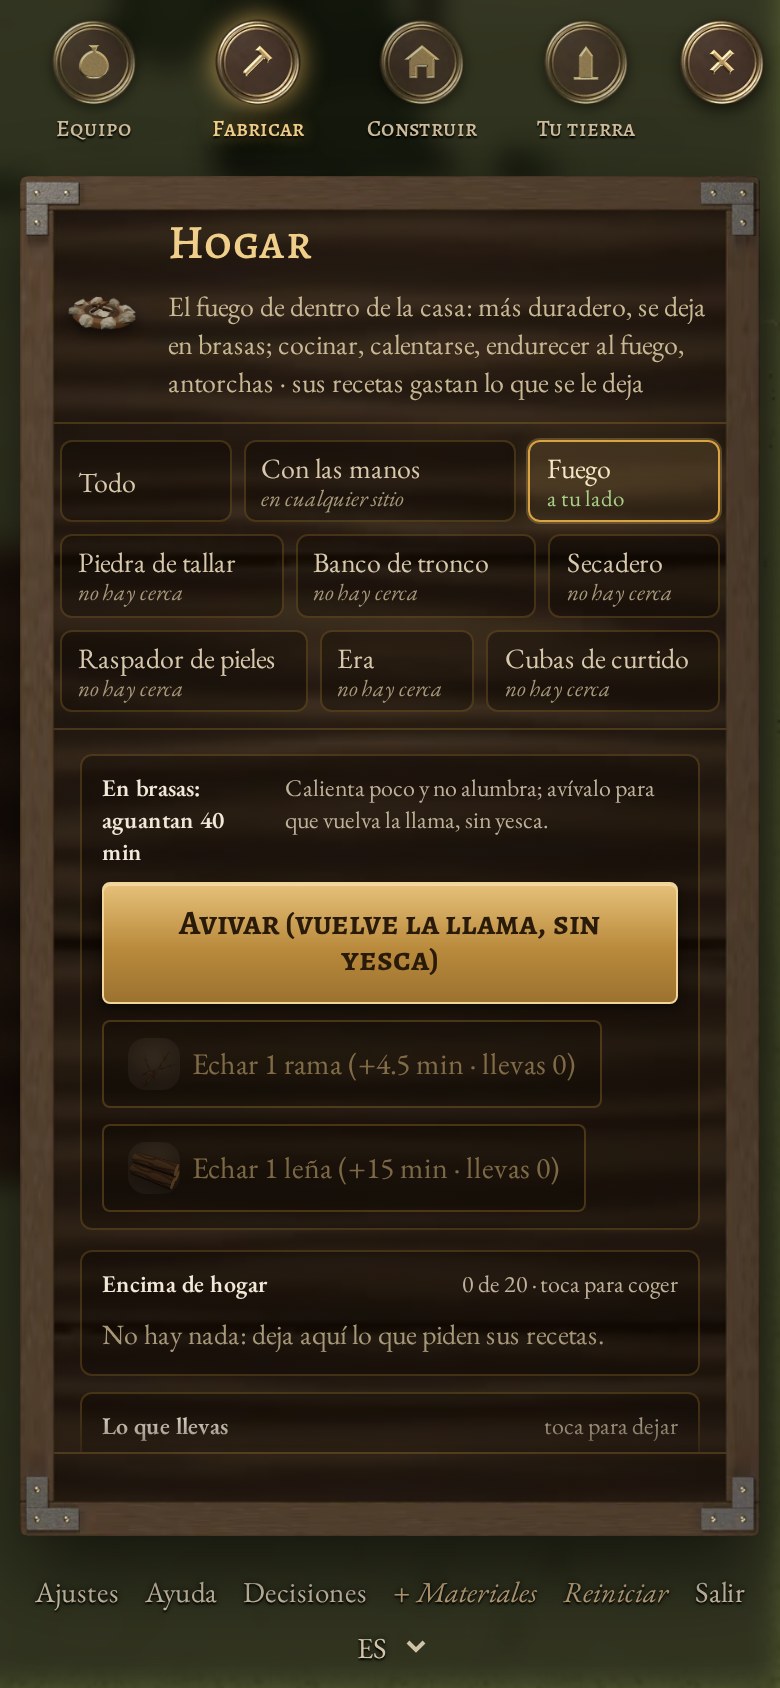 Equipo
Fabricar
Construir
Tu tierra
Hogar
El fuego de dentro de la casa: más duradero, se deja
en brasas; cocinar, calentarse, endurecer al fuego,
antorchas · sus recetas gastan lo que se le deja
Todo
Con las manos
en cualquier sitio
Fuego
a tu lado
Piedra de tallar
no hay cerca
Banco de tronco
no hay cerca
Secadero
no hay cerca
Raspador de pieles
no hay cerca
Era
no hay cerca
Cubas de curtido
no hay cerca
En brasas:
aguantan 40
min
Calienta poco y no alumbra; avívalo para
que vuelva la llama, sin yesca.
Avivar (vuelve la llama, sin
yesca)
Echar 1 rama (+4.5 min · llevas 0)
Echar 1 leña (+15 min · llevas 0)
Encima de hogar
0 de 20 · toca para coger
No hay nada: deja aquí lo que piden sus recetas.
Lo que llevas
toca para dejar
Ajustes
Ayuda
Decisiones
+ Materiales
Reiniciar
Salir
ES